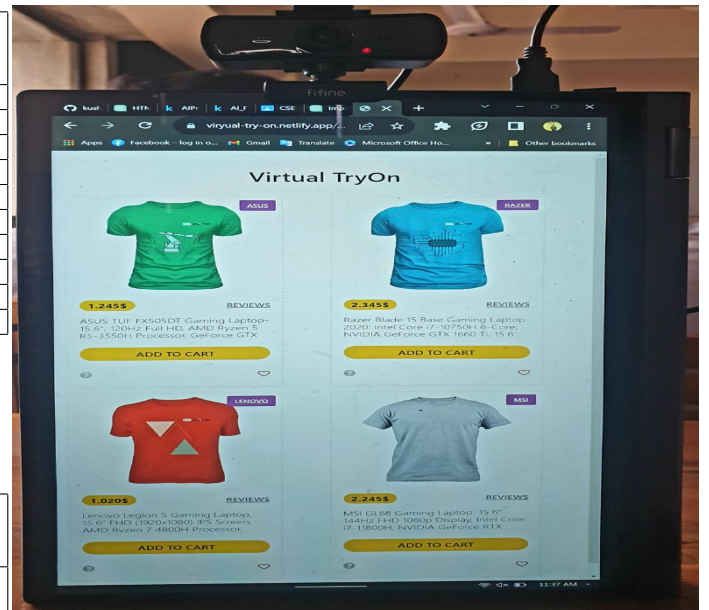 fifine
kush HTM AIP k ALF CSE Imp
viryual-try-on.netlify.app/...
Apps Facebook – log in o... Gmail Translate Microsoft Office Ho... » Other bookmarks
Virtual TryOn
ASUS
1.245$ REVIEWS
ASUS TUF FX505DT Gaming Laptop-
15.6", 120Hz Full HD, AMD Ryzen 5
R5-3550H Processor, GeForce GTX
ADD TO CART
RAZER
2.345$ REVIEWS
Razer Blade 15 Base Gaming Laptop
2020: Intel Core i7-10750H 6-Core,
NVIDIA GeForce GTX 1660 Ti, 15.6"
ADD TO CART
LENOVO
1.020$ REVIEWS
Lenovo Legion 5 Gaming Laptop,
15.6" FHD (1920x1080) IPS Screen,
AMD Ryzen 7 4800H Processor,
ADD TO CART
MSI
2.245$ REVIEWS
MSI GL66 Gaming Laptop: 15.6"
144Hz FHD 1080p Display, Intel Core
i7-11800H, NVIDIA GeForce RTX
ADD TO CART
11:37 AM